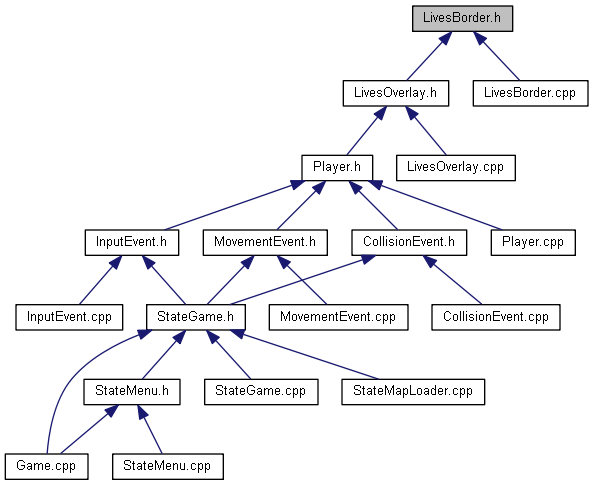 LivesBorder.h
LivesOverlay.h
LivesBorder.cpp
Player.h
LivesOverlay.cpp
InputEvent.h
MovementEvent.h
CollisionEvent.h
Player.cpp
InputEvent.cpp
StateGame.h
MovementEvent.cpp
CollisionEvent.cpp
StateMenu.h
StateGame.cpp
StateMapLoader.cpp
Game.cpp
StateMenu.cpp